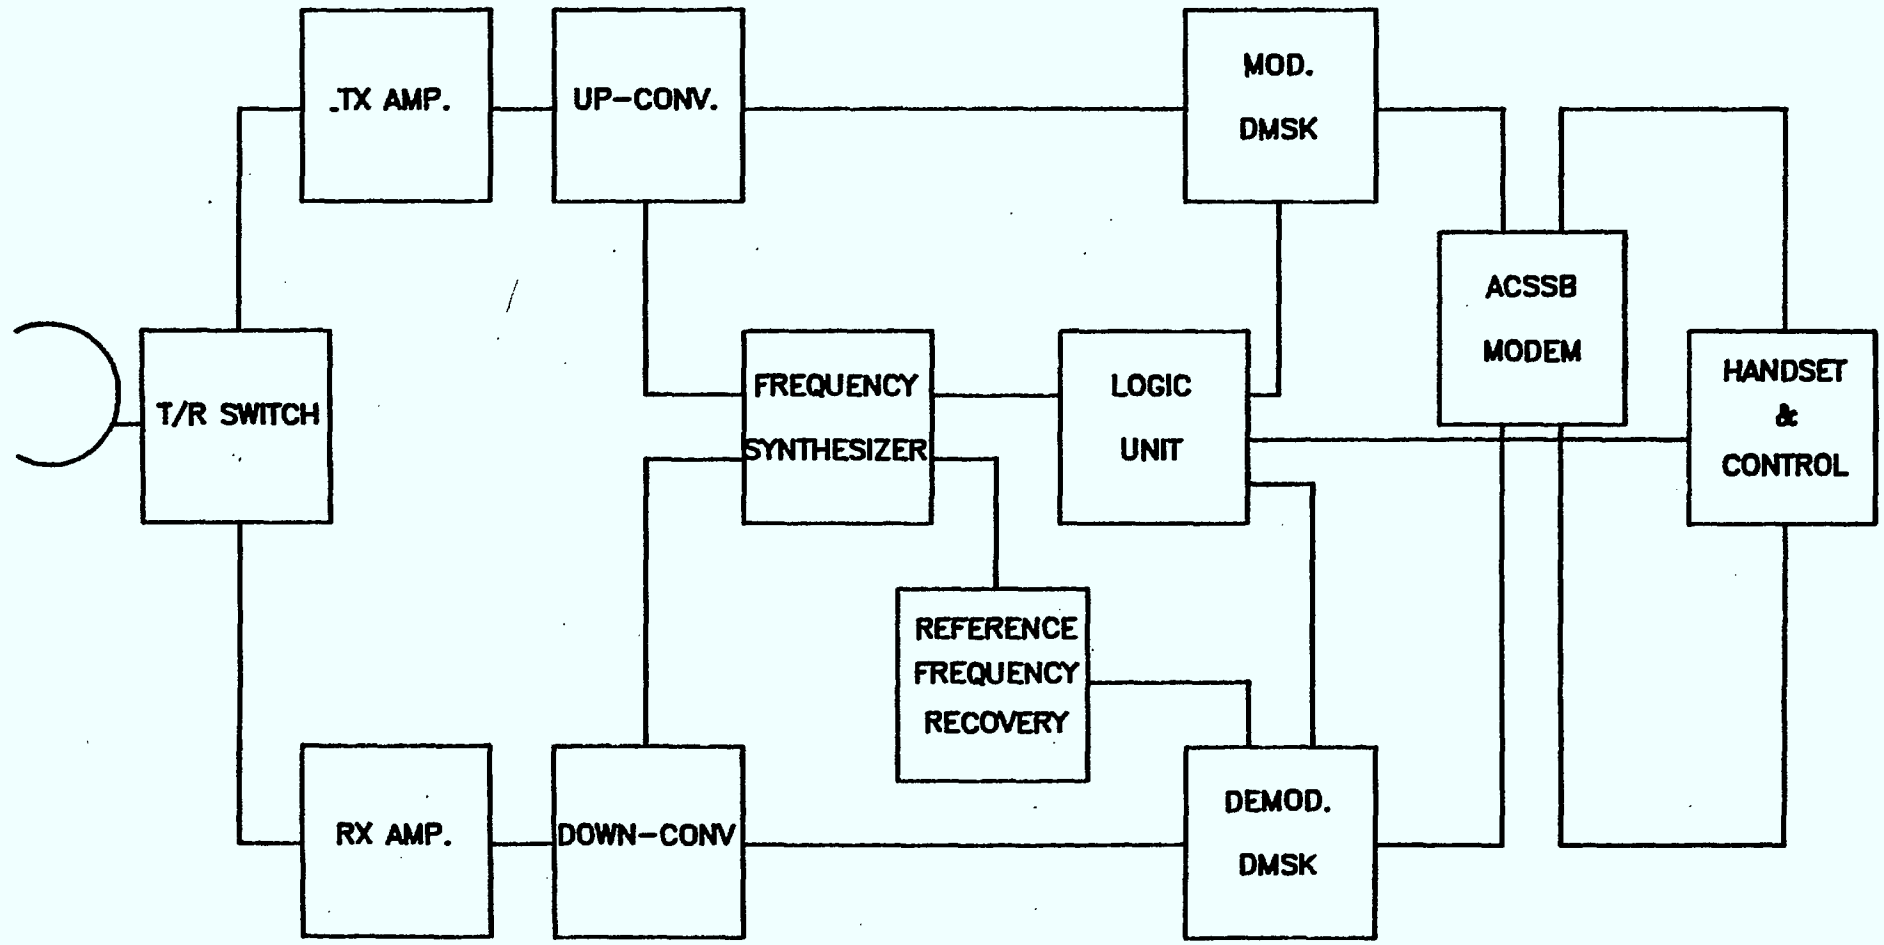 TX AMP.
UP-CONV.
MOD.
DMSK
ACSSB
MODEM
T/R SWITCH
FREQUENCY
SYNTHESIZER
LOGIC
UNIT
HANDSET
&
CONTROL
REFERENCE
FREQUENCY
RECOVERY
RX AMP.
DOWN-CONV
DEMOD.
DMSK